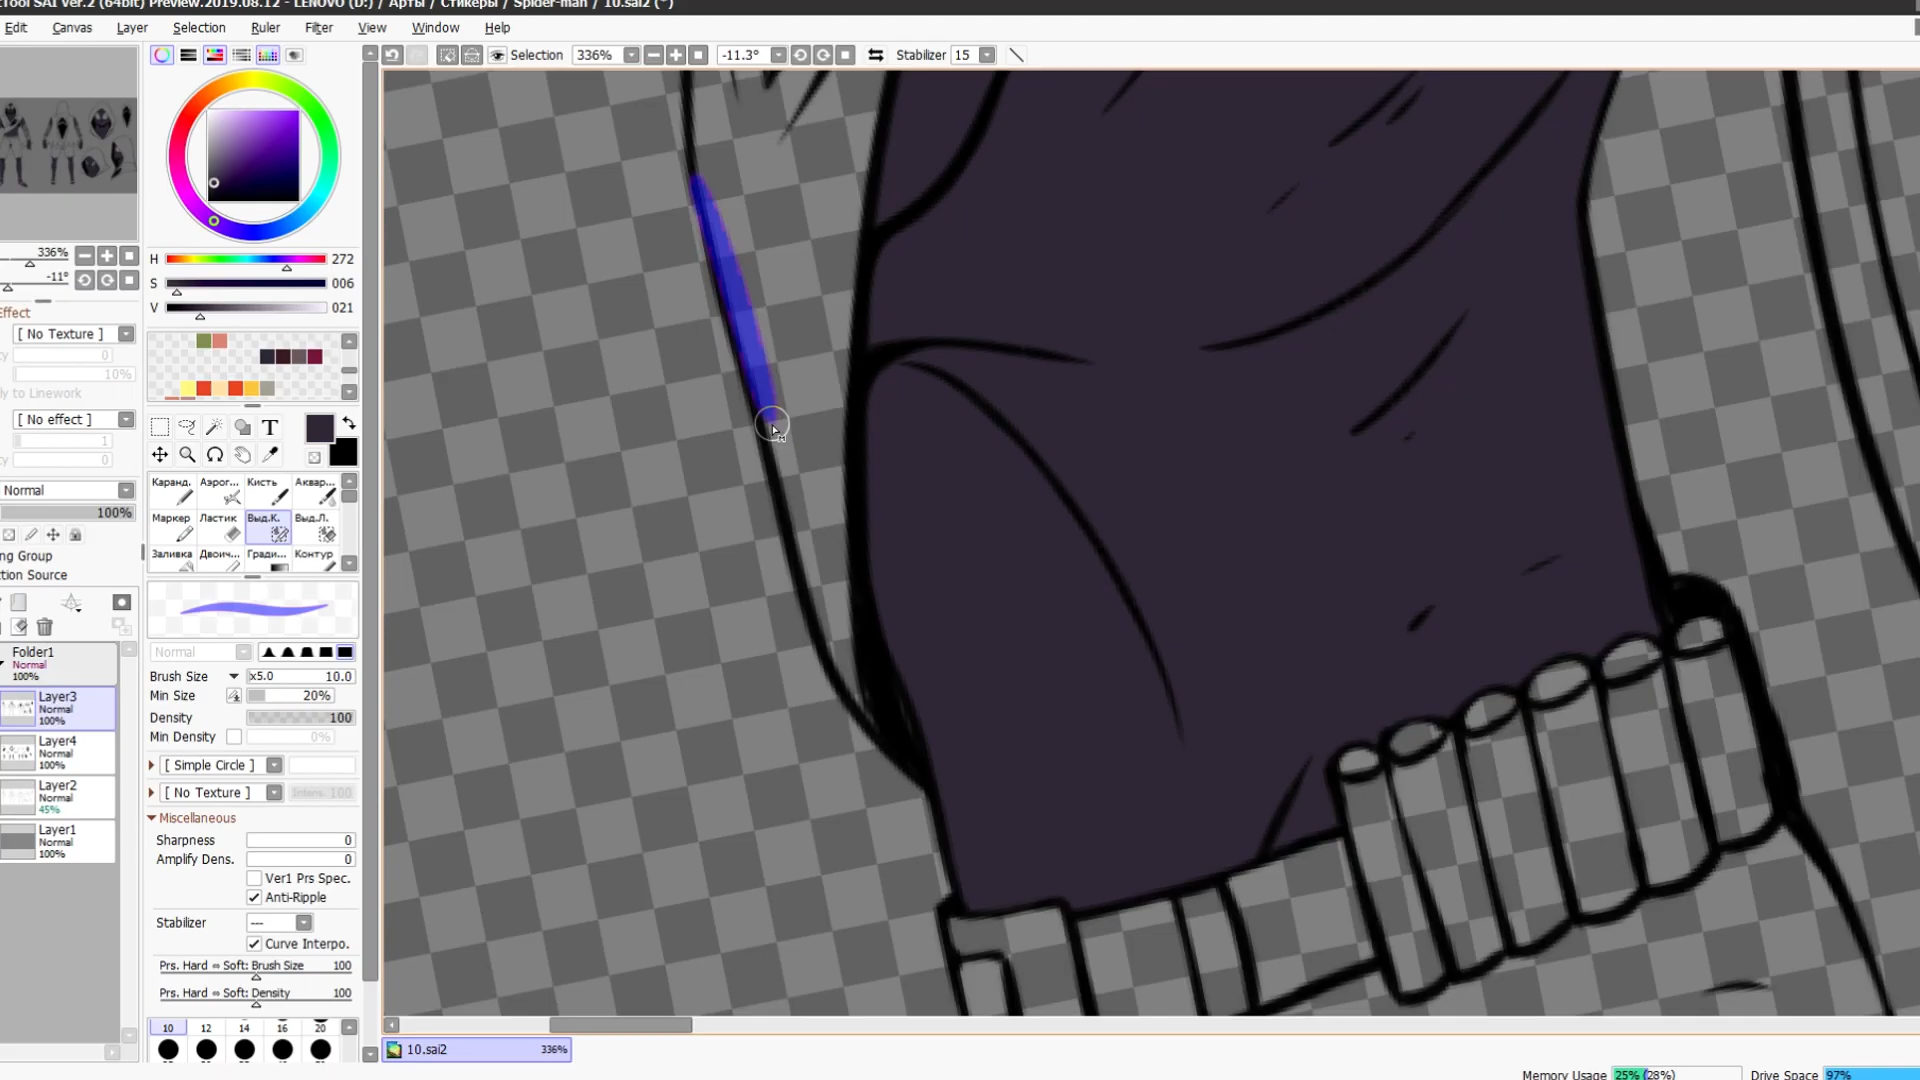 tTool SAI Ver.2 (64bit) Preview.2019.08.12 - LENOVO (D:) / Арты / Стикеры / Spider-man / 10.sai2 (*)
Edit Canvas Layer Selection Ruler Filter View Window Help
Selection 336% -11.3° Stabilizer 15
336%
-11°
H 272
S 006
V 021
Effect
[ No Texture ]
0
10%
ly to Linework
[ No effect ]
1
0
Normal
100%
ng Group
ction Source
Folder1
Normal
100%
Layer3
Normal
100%
Layer4
Normal
100%
Layer2
Normal
45%
Layer1
Normal
100%
T
Каранд. Аэрог... Кисть Аквар...
Маркер Ластик Выд.К. Выд.Л.
Заливка Двоич... Гради... Контур
Normal
Brush Size x5.0 10.0
Min Size 20%
Density 100
Min Density 0%
[ Simple Circle ]
[ No Texture ] Intens. 100
Miscellaneous
Sharpness 0
Amplify Dens. 0
Ver1 Prs Spec.
Anti-Ripple
Stabilizer ---
Curve Interpo.
Prs. Hard ⇔ Soft: Brush Size 100
Prs. Hard ⇔ Soft: Density 100
10 12 14 16 20
10.sai2 336%
Memory Usage 25% (28%) Drive Space 97%